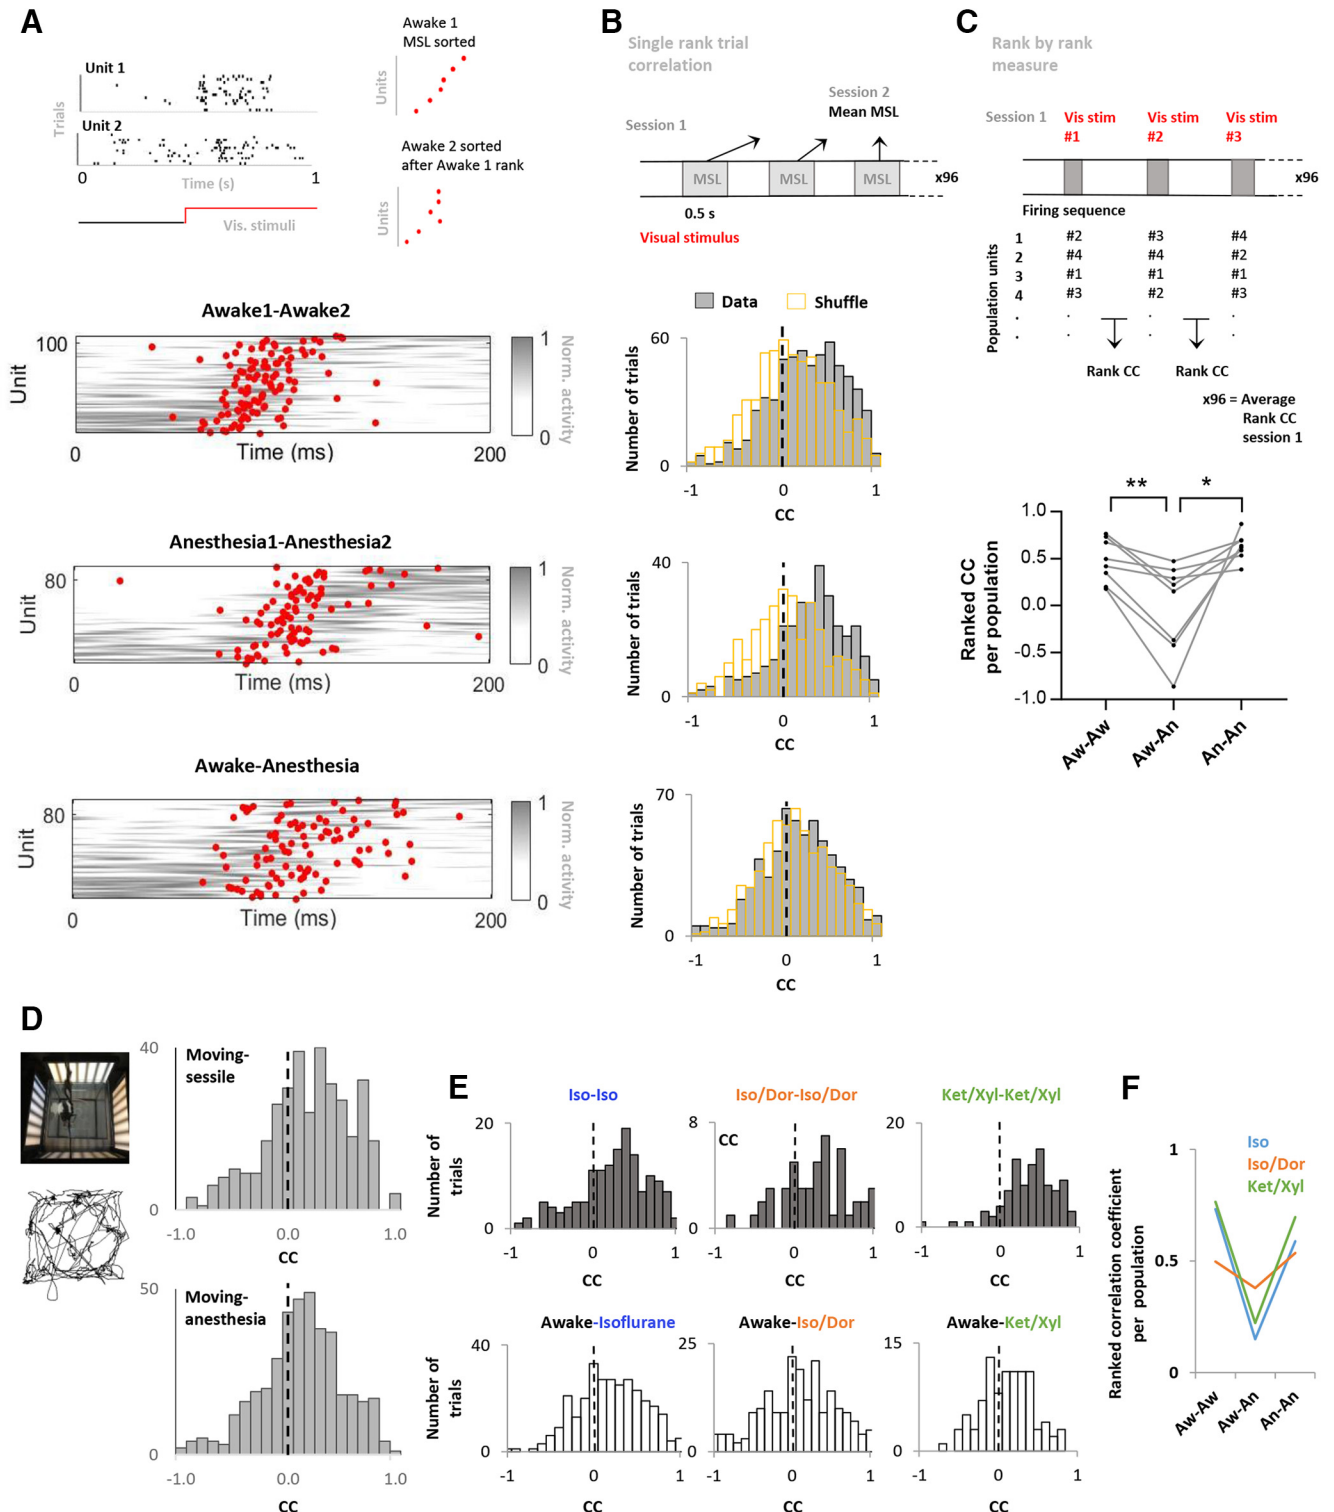 A
Unit 1
Unit 2
Trials
0
Time (s)
1
Vis. stimuli
Awake 1
MSL sorted
Units
Awake 2 sorted
after Awake 1 rank
Units
Awake1-Awake2
100
Unit
0
Time (ms)
200
1
0
Norm. activity
Anesthesia1-Anesthesia2
80
Unit
0
Time (ms)
200
1
0
Norm. activity
Awake-Anesthesia
80
Unit
0
Time (ms)
200
1
0
Norm. activity
B
Single rank trial
correlation
Session 2
Mean MSL
Session 1
MSL
MSL
MSL
x96
0.5 s
Visual stimulus
Data
Shuffle
60
0
Number of trials
-1
0
1
CC
40
0
Number of trials
-1
0
1
CC
70
0
Number of trials
-1
0
1
CC
C
Rank by rank
measure
Session 1
Vis stim
#1
Vis stim
#2
Vis stim
#3
x96
Firing sequence
Population units
1 #2 #3 #4
2 #4 #4 #2
3 #1 #1 #1
4 #3 #2 #3
Rank CC
Rank CC
x96 = Average
Rank CC
session 1
** *
1.0
0.5
0.0
-0.5
-1.0
Ranked CC
per population
Aw-Aw
Aw-An
An-An
D
40
0
Moving-
sessile
-1.0
0.0
1.0
CC
50
0
Moving-
anesthesia
-1.0
0.0
1.0
CC
E
Iso-Iso
20
0
Number of
trials
-1
0
1
CC
Iso/Dor-Iso/Dor
8
CC
0
-1
0
1
CC
Ket/Xyl-Ket/Xyl
20
0
-1
0
1
CC
Awake-Isoflurane
40
0
Number of
trials
-1
0
1
CC
Awake-Iso/Dor
25
0
-1
0
1
CC
Awake-Ket/Xyl
15
0
-1
0
1
CC
F
1
0.5
0
Iso
Iso/Dor
Ket/Xyl
Ranked correlation coefficient
per population
Aw-Aw
Aw-An
An-An